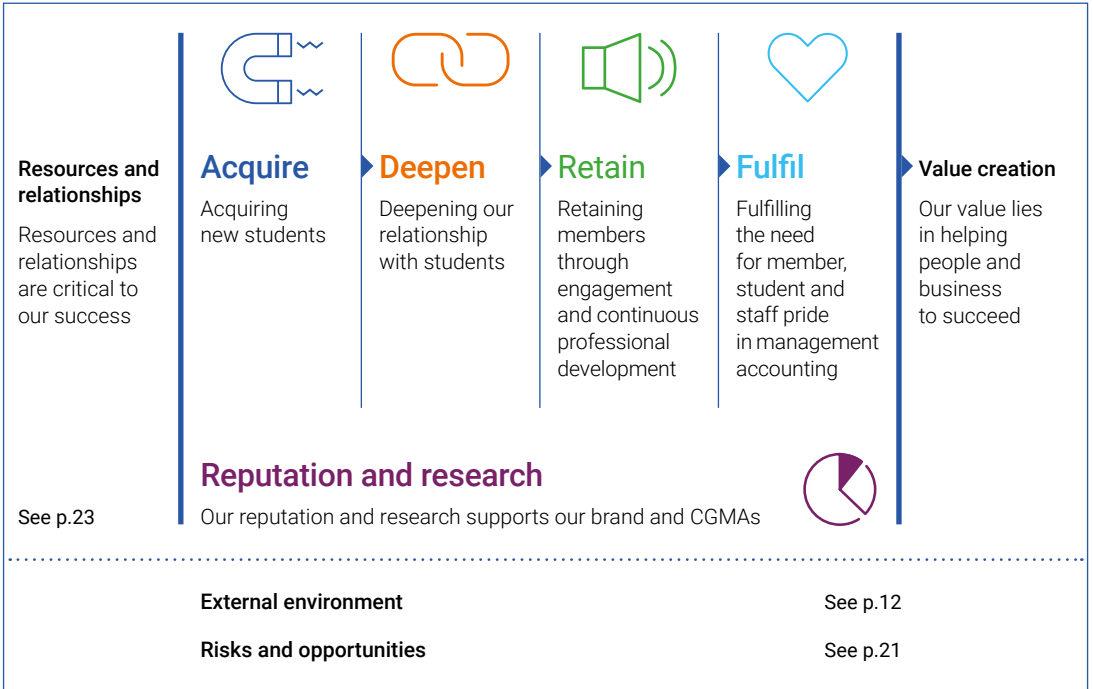 Resources and
relationships
Resources and
relationships
are critical to
our success
See p.23
Acquire
Acquiring
new students
Deepen
Deepening our
relationship
with students
Retain
Retaining
members
through
engagement
and continuous
professional
development
Fulfil
Fulfilling
the need
for member,
student and
staff pride
in management
accounting
Value creation
Our value lies
in helping
people and
business
to succeed
Reputation and research
Our reputation and research supports our brand and CGMAs
External environment See p.12
Risks and opportunities See p.21